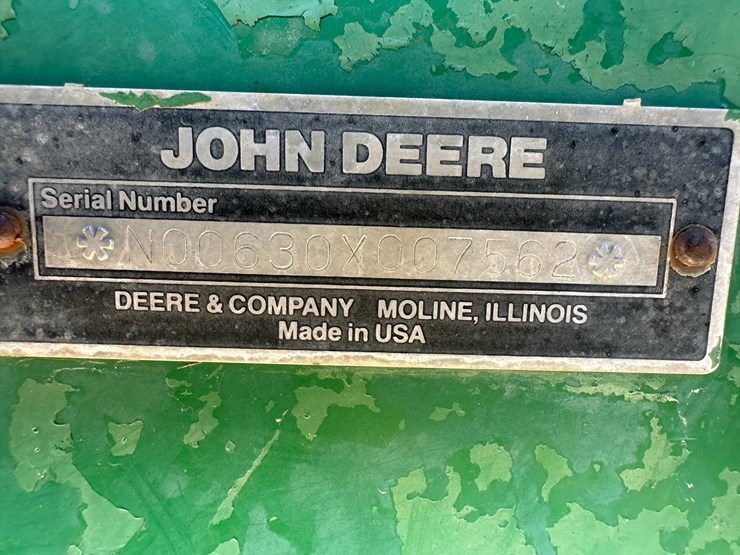 JOHN DEERE
Serial Number
* N00630X007562 *
DEERE & COMPANY MOLINE, ILLINOIS
Made in USA